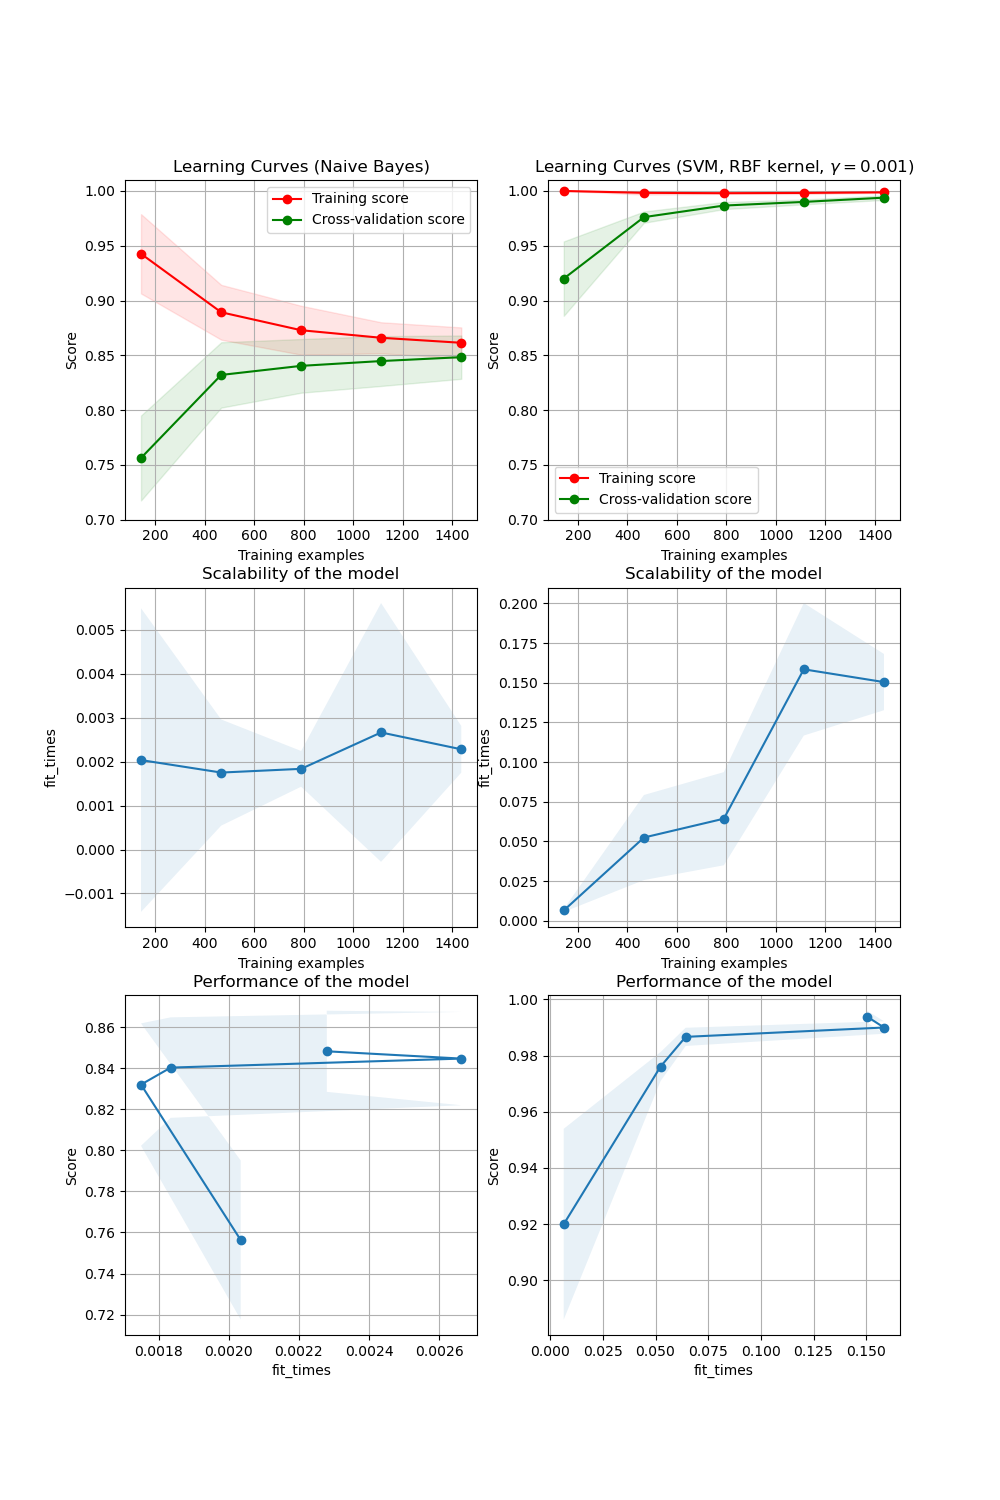 Learning Curves (Naive Bayes)
1.00
0.95
0.90
0.85
0.80
0.75
0.70
Score
Training score
Cross-validation score
200 400 600 800 1000 1200 1400
Training examples
Learning Curves (SVM, RBF kernel, γ = 0.001)
1.00
0.95
0.90
0.85
0.80
0.75
0.70
Score
Training score
Cross-validation score
200 400 600 800 1000 1200 1400
Training examples
Scalability of the model
0.005
0.004
0.003
0.002
0.001
0.000
−0.001
fit_times
200 400 600 800 1000 1200 1400
Training examples
Scalability of the model
0.200
0.175
0.150
0.125
0.100
0.075
0.050
0.025
0.000
fit_times
200 400 600 800 1000 1200 1400
Training examples
Performance of the model
0.86
0.84
0.82
0.80
0.78
0.76
0.74
0.72
Score
0.0018 0.0020 0.0022 0.0024 0.0026
fit_times
Performance of the model
1.00
0.98
0.96
0.94
0.92
0.90
Score
0.000 0.025 0.050 0.075 0.100 0.125 0.150
fit_times